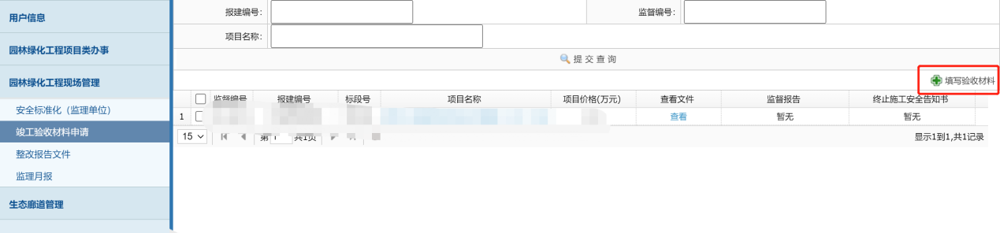 用户信息
园林绿化工程项目类办事
园林绿化工程现场管理
安全标准化（监理单位）
竣工验收材料申请
整改报告文件
监理月报
生态廊道管理
报建编号： 监督编号：
项目名称：
提 交 查 询
填写验收材料
监督编号 报建编号 标段号 项目名称 项目价格(万元) 查看文件 监督报告 终止施工安全告知书
1 查看 暂无 暂无
15 第 1 共1页 显示1到1,共1记录